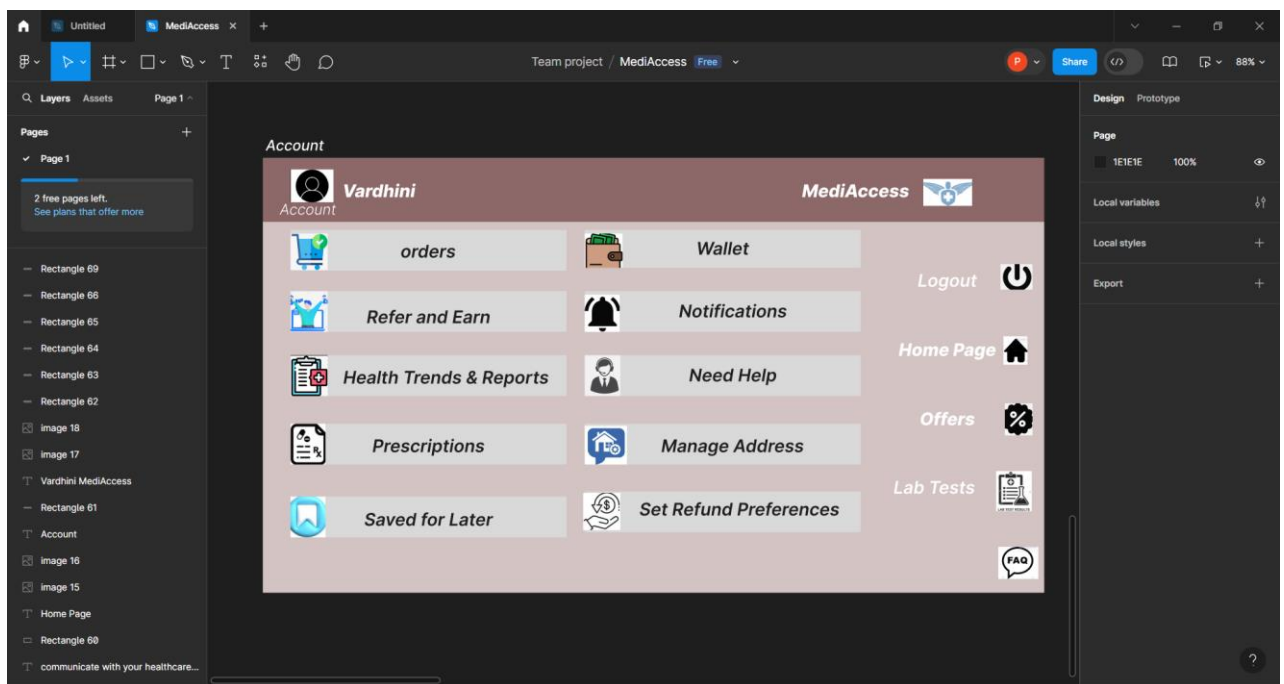 Untitled
MediAccess
Team project / MediAccess Free
P
Share
88%
Layers Assets Page 1
Pages
Page 1
2 free pages left.
See plans that offer more
Rectangle 69
Rectangle 66
Rectangle 65
Rectangle 64
Rectangle 63
Rectangle 62
image 18
image 17
Vardhini MediAccess
Rectangle 61
Account
image 16
image 15
Home Page
Rectangle 60
communicate with your healthcare...
Account
Vardhini
MediAccess
Account
orders
Wallet
Refer and Earn
Notifications
Health Trends & Reports
Need Help
Prescriptions
Manage Address
Saved for Later
Set Refund Preferences
Logout
Home Page
Offers
Lab Tests
LAB TEST RESULTS
FAQ
Design Prototype
Page
1E1E1E 100%
Local variables
Local styles
Export
?